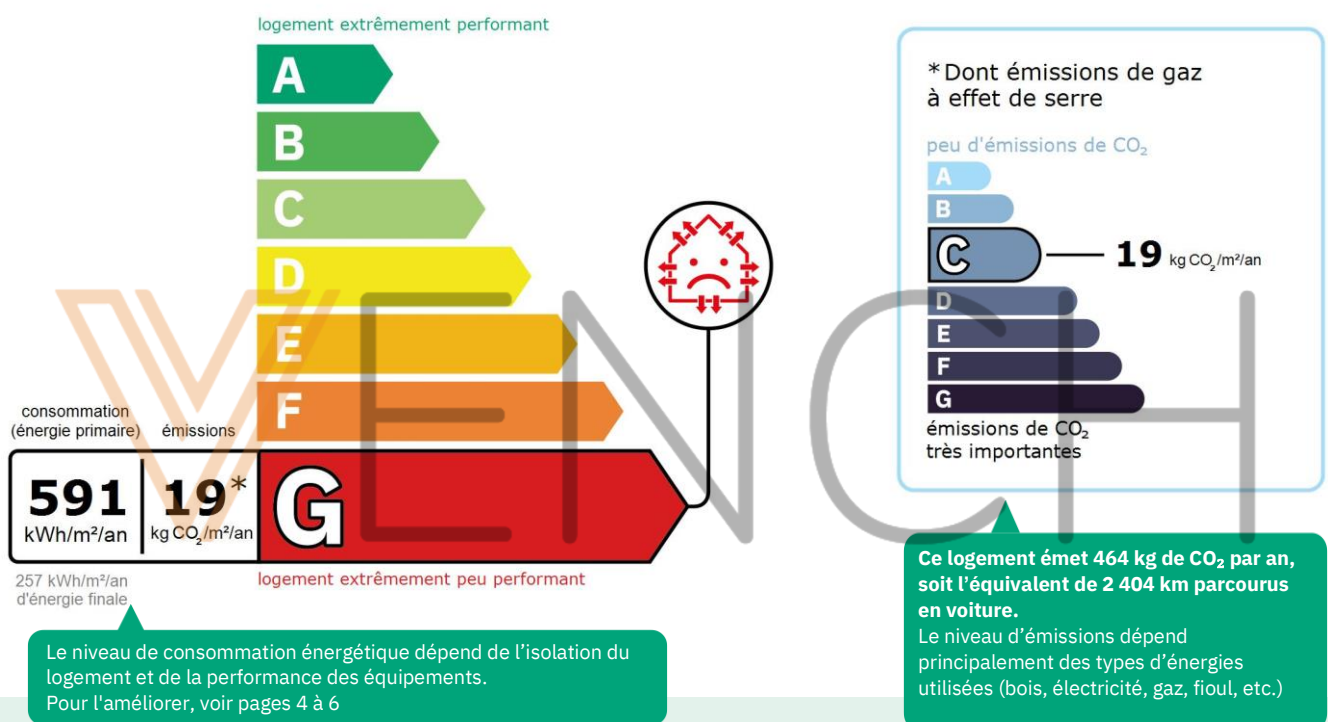 logement extrêmement performant
A
B
C
D
E
F
G
consommation
(énergie primaire)
émissions
591
kWh/m²/an
19*
kg CO₂/m²/an
257 kWh/m²/an
d'énergie finale
logement extrêmement peu performant
Le niveau de consommation énergétique dépend de l'isolation du
logement et de la performance des équipements.
Pour l'améliorer, voir pages 4 à 6
*Dont émissions de gaz
à effet de serre
peu d'émissions de CO₂
A
B
C
19 kg CO₂/m²/an
D
E
F
G
émissions de CO₂
très importantes
Ce logement émet 464 kg de CO₂ par an,
soit l'équivalent de 2 404 km parcourus
en voiture.
Le niveau d'émissions dépend
principalement des types d'énergies
utilisées (bois, électricité, gaz, fioul, etc.)
VENCH